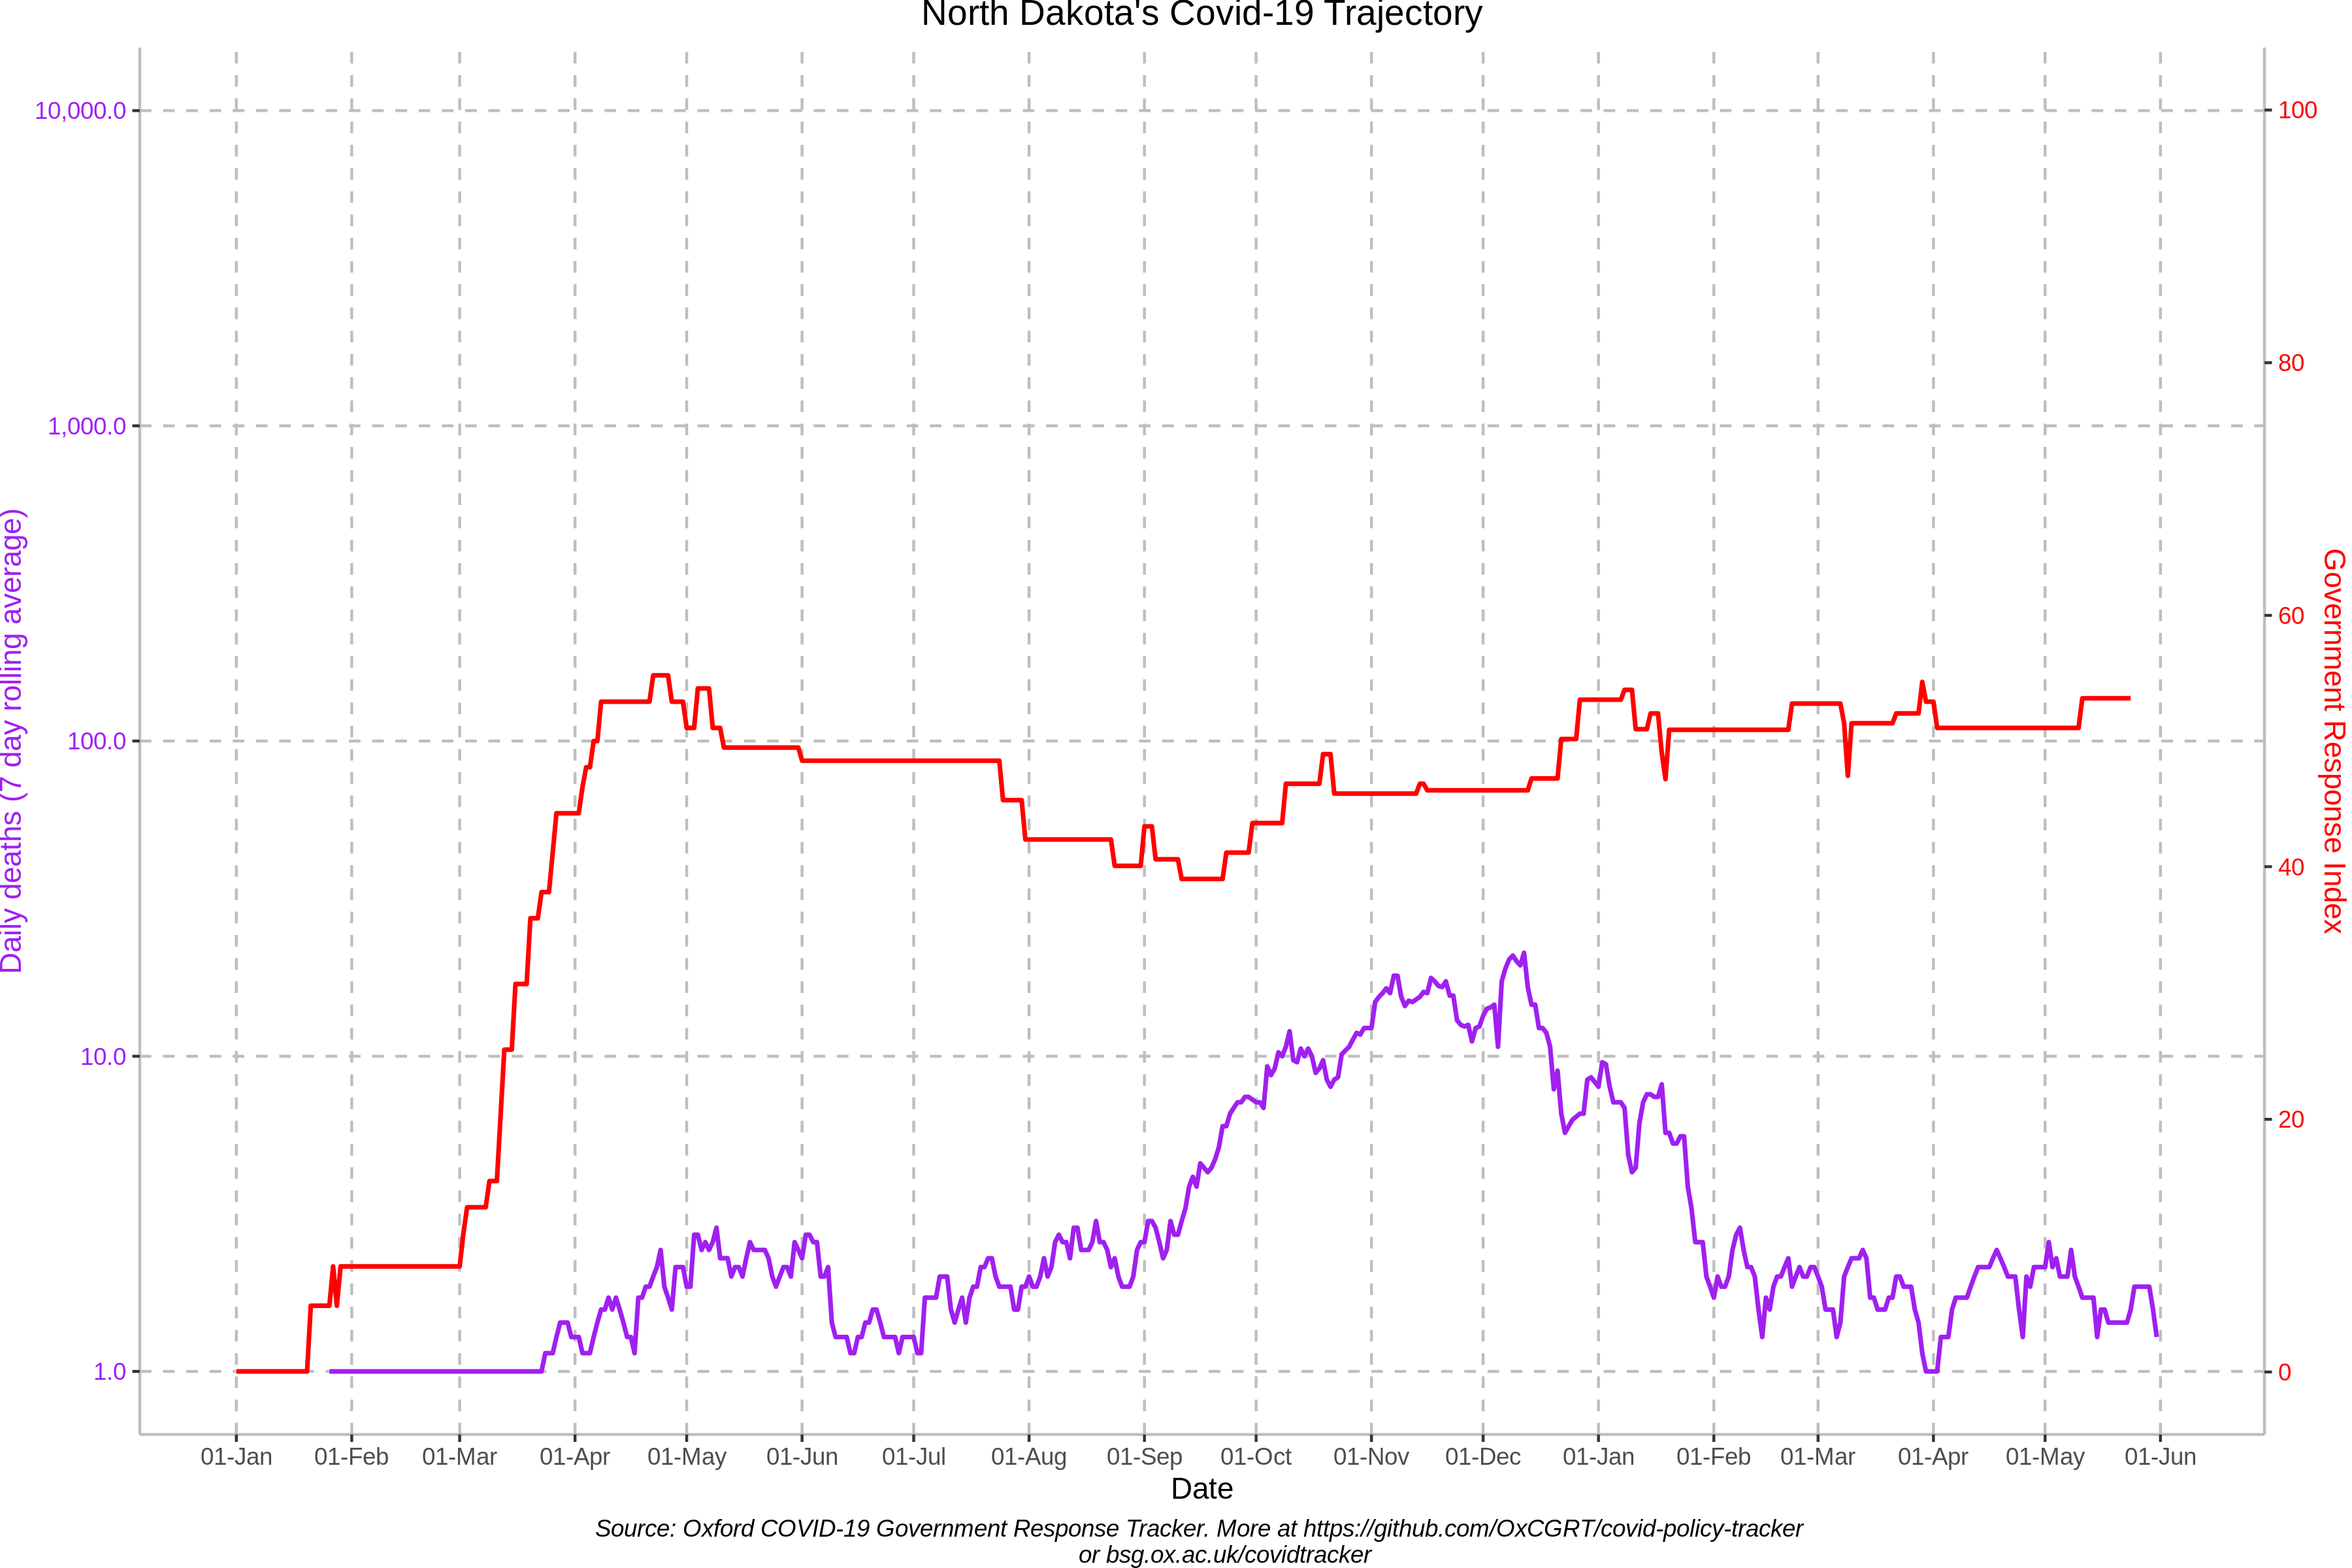 North Dakota's Covid-19 Trajectory
10,000.0
1,000.0
100.0
10.0
1.0
Daily deaths (7 day rolling average)
100
80
60
40
20
0
Government Response Index
01-Jan 01-Feb 01-Mar 01-Apr 01-May 01-Jun 01-Jul 01-Aug 01-Sep 01-Oct 01-Nov 01-Dec 01-Jan 01-Feb 01-Mar 01-Apr 01-May 01-Jun
Date
Source: Oxford COVID-19 Government Response Tracker. More at https://github.com/OxCGRT/covid-policy-tracker
or bsg.ox.ac.uk/covidtracker